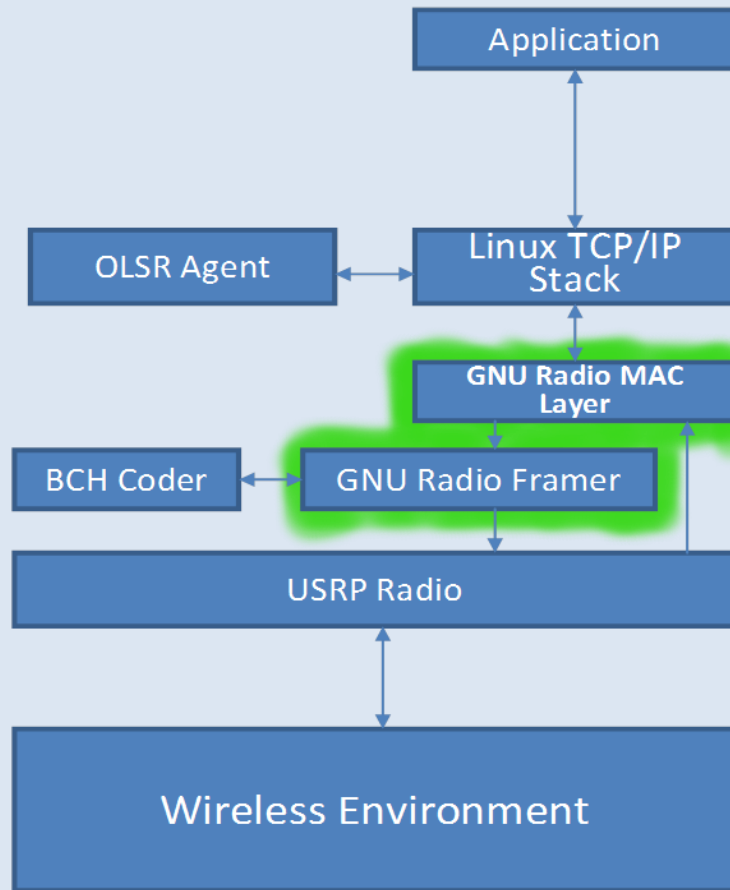 Application
OLSR Agent
Linux TCP/IP
Stack
GNU Radio MAC
Layer
BCH Coder
GNU Radio Framer
USRP Radio
Wireless Environment